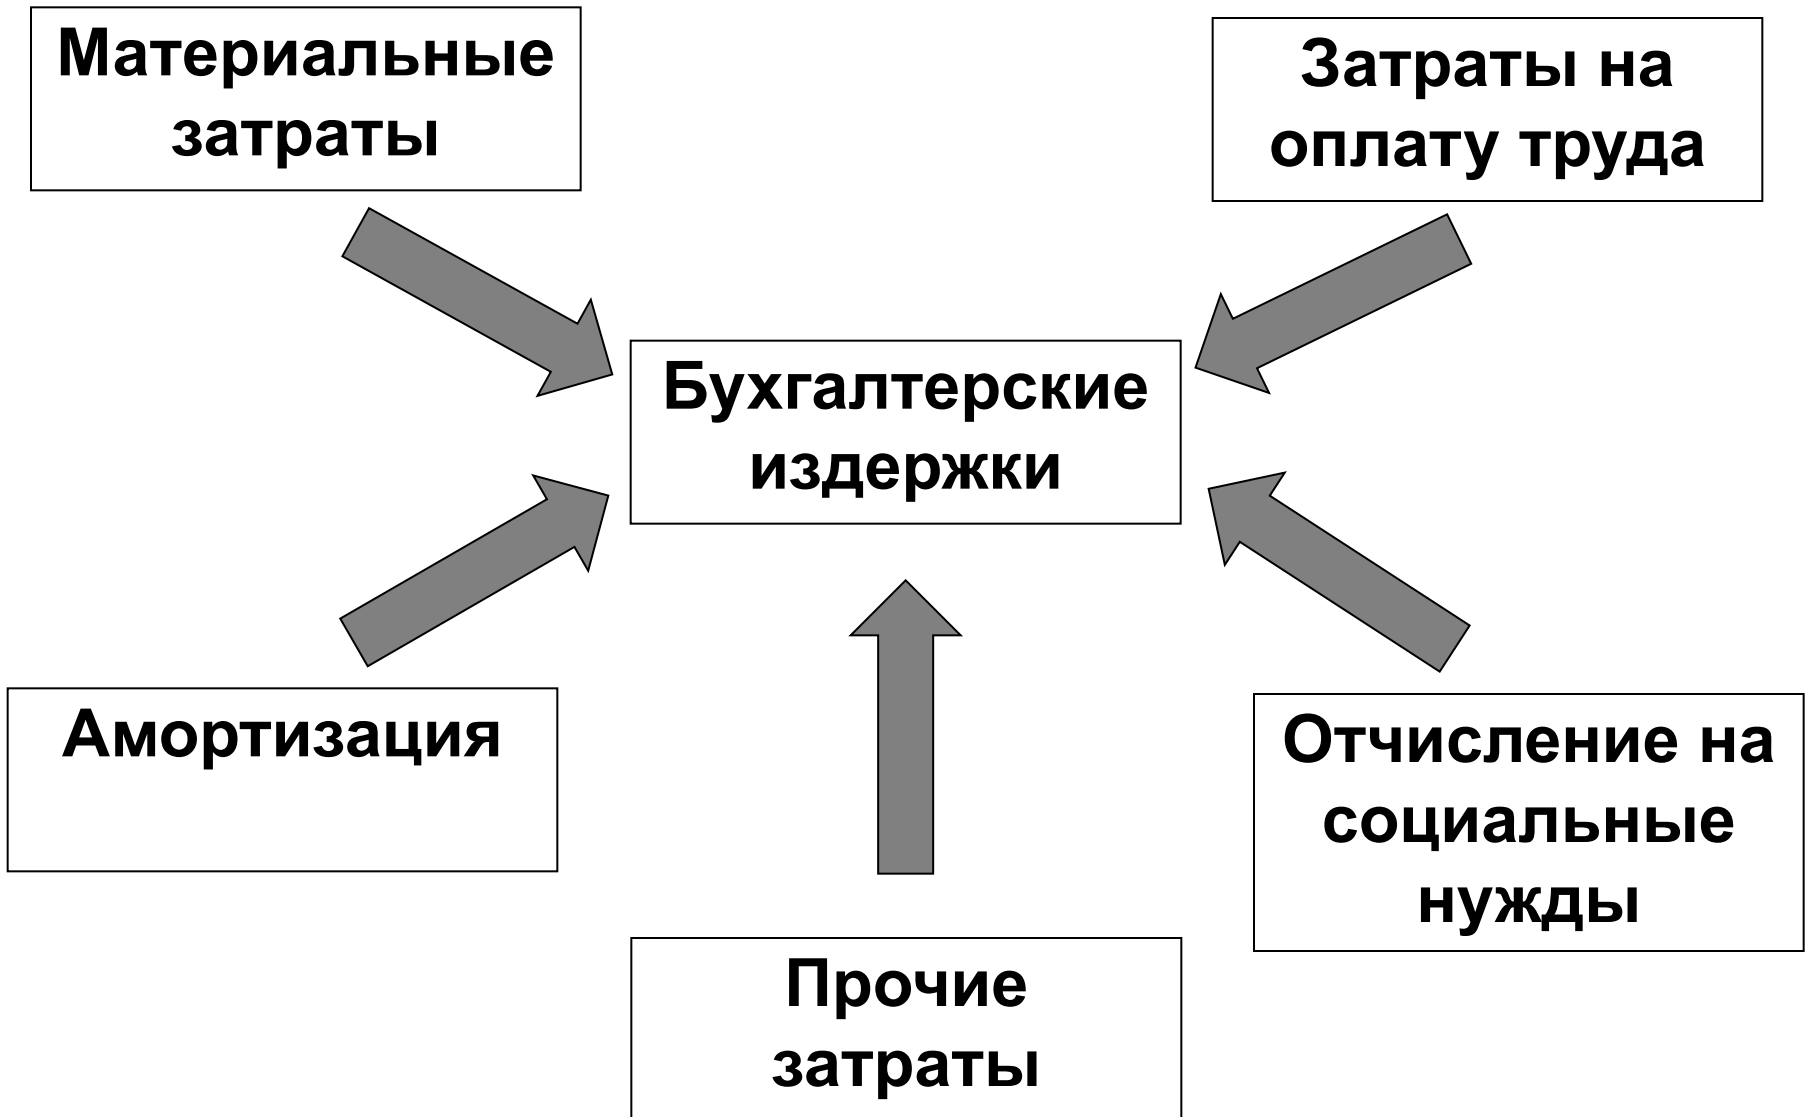 Материальные
затраты
Затраты на
оплату труда
Бухгалтерские
издержки
Амортизация
Отчисление на
социальные
нужды
Прочие
затраты